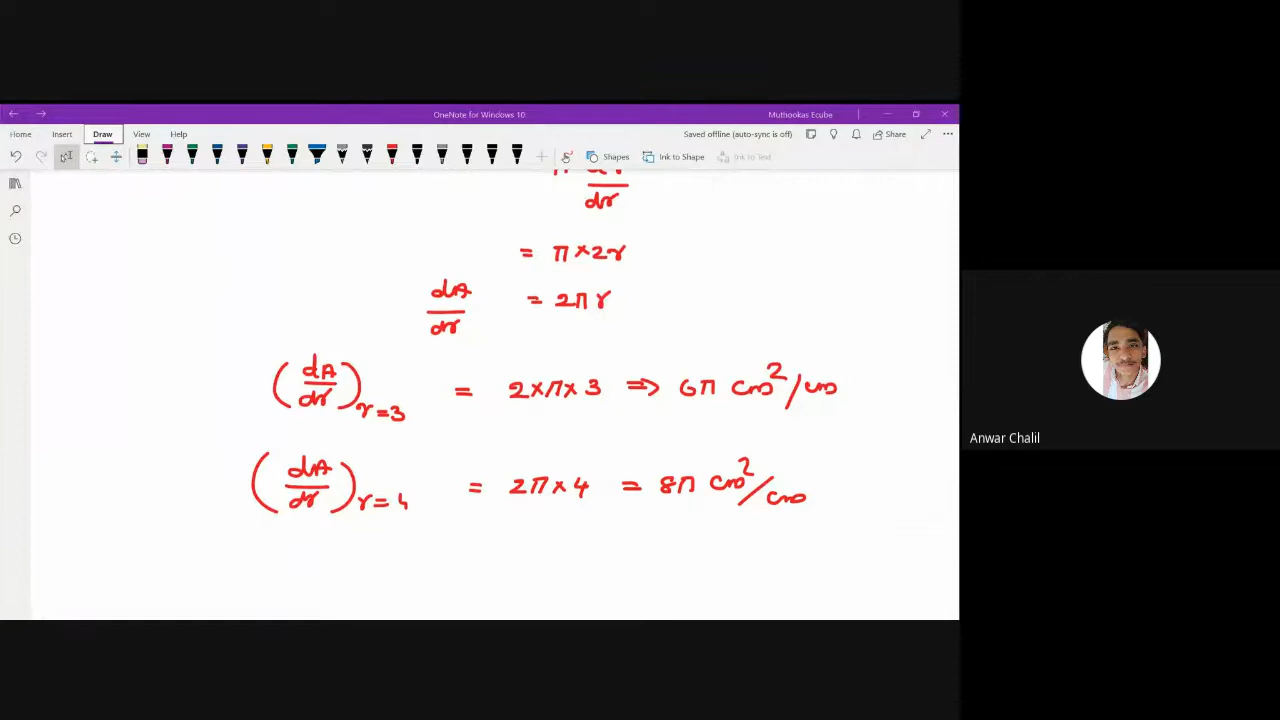 OneNote for Windows 10
Muthookas Ecube
Home Insert Draw View Help
Saved offline (auto-sync is off)
Share
Shapes
Ink to Shape
Ink to Text
dr
= π × 2r
dA/dr = 2πr
(dA/dr)r=3 = 2×π×3 ⇒ 6π cm²/cm
(dA/dr)r=4 = 2π×4 = 8π cm²/cm
Anwar Chalil